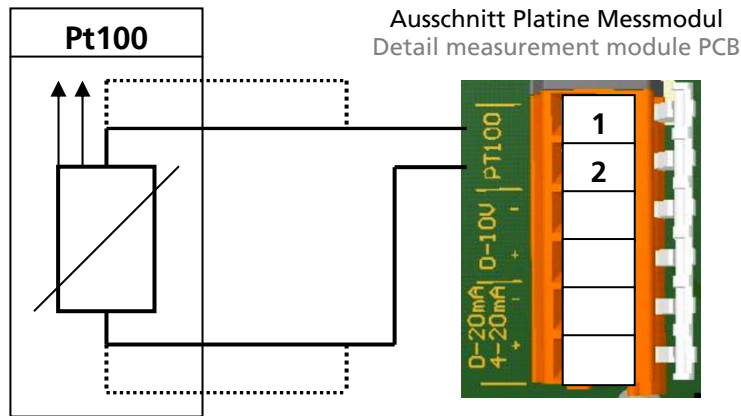 Pt100
Ausschnitt Platine Messmodul
Detail measurement module PCB
PT100
1
2
0-10V
- +
0-20mA
4-20mA
- +